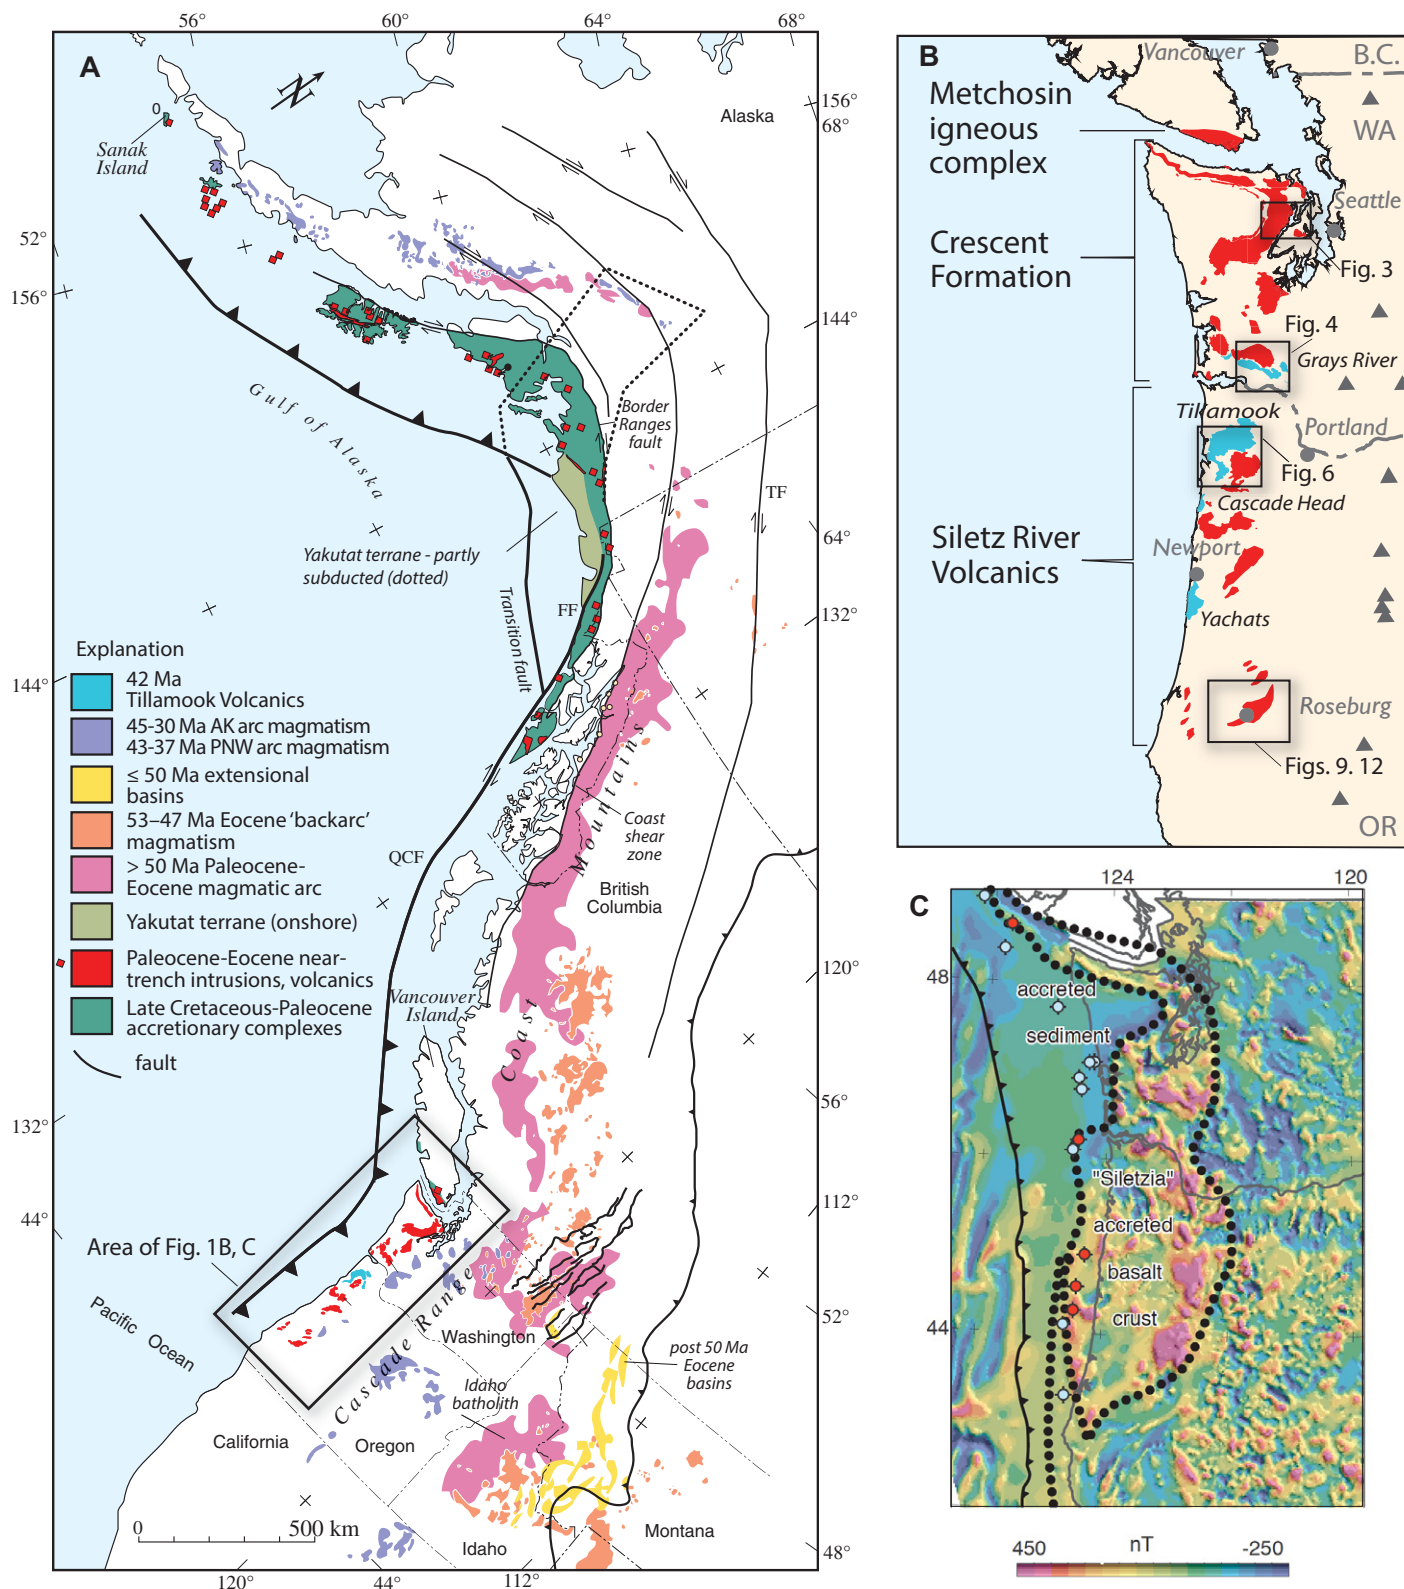 56°
60°
64°
68°
A
N
Alaska
156°
68°
0
Sanak
Island
52°
156°
144°
Gulf of Alaska
Border
Ranges
fault
TF
64°
132°
Yakutat terrane - partly
subducted (dotted)
FF
Transition fault
Explanation
42 Ma
Tillamook Volcanics
45-30 Ma AK arc magmatism
43-37 Ma PNW arc magmatism
≤ 50 Ma extensional
basins
53–47 Ma Eocene 'backarc'
magmatism
> 50 Ma Paleocene-
Eocene magmatic arc
Yakutat terrane (onshore)
Paleocene-Eocene near-
trench intrusions, volcanics
Late Cretaceous-Paleocene
accretionary complexes
fault
144°
Coast
shear
zone
Coast Mountains
QCF
British
Columbia
120°
Vancouver
Island
56°
132°
112°
44°
Area of Fig. 1B, C
Pacific Ocean
Cascade Range
Washington
52°
post 50 Ma
Eocene
basins
Idaho
batholith
California
Oregon
0
500 km
Montana
Idaho
48°
120°
44°
112°
B
Vancouver
B.C.
Metchosin
igneous
complex
WA
Seattle
Crescent
Formation
Fig. 3
Fig. 4
Grays River
Tillamook
Portland
Fig. 6
Cascade Head
Siletz River
Volcanics
Newport
Yachats
Roseburg
Figs. 9. 12
OR
C
124
120
48
accreted
sediment
"Siletzia"
accreted
basalt
crust
44
450
nT
-250